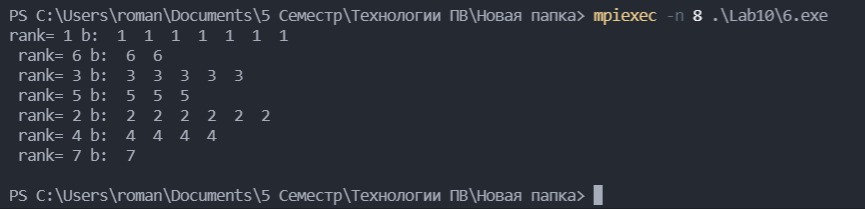 PS C:\Users\roman\Documents\5 Семестр\Технологии ПВ\Новая папка> mpiexec -n 8 .\Lab10\6.exe
rank= 1 b:  1  1  1  1  1  1  1
rank= 6 b:  6  6
rank= 3 b:  3  3  3  3  3
rank= 5 b:  5  5  5
rank= 2 b:  2  2  2  2  2  2
rank= 4 b:  4  4  4  4
rank= 7 b:  7
PS C:\Users\roman\Documents\5 Семестр\Технологии ПВ\Новая папка>